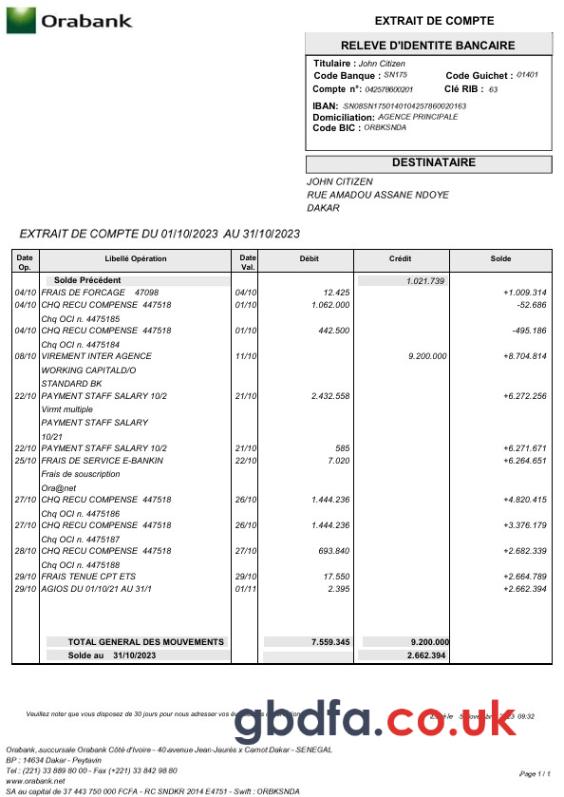 Orabank
EXTRAIT DE COMPTE
RELEVE D'IDENTITE BANCAIRE
Titulaire : John Citizen
Code Banque : SN175 Code Guichet : 01401
Compte n°: 042578600201 Clé RIB : 63
IBAN: SN08SN1750140104257860020163
Domiciliation: AGENCE PRINCIPALE
Code BIC : ORBKSNDA
DESTINATAIRE
JOHN CITIZEN
RUE AMADOU ASSANE NDOYE
DAKAR
EXTRAIT DE COMPTE DU 01/10/2023 AU 31/10/2023
Date Op. Libellé Opération Date Val. Débit Crédit Solde
Solde Précédent 1.021.739
04/10 FRAIS DE FORCAGE 47098 04/10 12.425 +1.009.314
04/10 CHQ RECU COMPENSE 447518 01/10 1.062.000 -52.686
Chq OCI n. 4475185
04/10 CHQ RECU COMPENSE 447518 01/10 442.500 -495.186
Chq OCI n. 4475184
08/10 VIREMENT INTER AGENCE 11/10 9.200.000 +8.704.814
WORKING CAPITALD/O
STANDARD BK
22/10 PAYMENT STAFF SALARY 10/2 21/10 2.432.558 +6.272.256
Virmt multiple
PAYMENT STAFF SALARY
10/21
22/10 PAYMENT STAFF SALARY 10/2 21/10 585 +6.271.671
25/10 FRAIS DE SERVICE E-BANKIN 22/10 7.020 +6.264.651
Frais de souscription
Ora@net
27/10 CHQ RECU COMPENSE 447518 26/10 1.444.236 +4.820.415
Chq OCI n. 4475186
27/10 CHQ RECU COMPENSE 447518 26/10 1.444.236 +3.376.179
Chq OCI n. 4475187
28/10 CHQ RECU COMPENSE 447518 27/10 693.840 +2.682.339
Chq OCI n. 4475188
29/10 FRAIS TENUE CPT ETS 29/10 17.550 +2.664.789
29/10 AGIOS DU 01/10/21 AU 31/1 01/11 2.395 +2.662.394
TOTAL GENERAL DES MOUVEMENTS 7.559.345 9.200.000
Solde au 31/10/2023 2.662.394
Veuillez noter que vous disposez de 30 jours pour nous adresser vos 09:32
gbdfa.co.uk
Orabank, succursale Orabank Côté d'Ivoire - 40 avenue Jean-Jaurés x Carnot Dakar - SENEGAL
BP : 14634 Dakar - Peytavin
Tel : (221) 33 889 80 00 - Fax (+221) 33 842 98 80
www.orabank.net
SA au capital de 37 443 750 000 FCFA - RC SNDKR 2014 E4751 - Swift : ORBKSNDA
Page 1 / 1